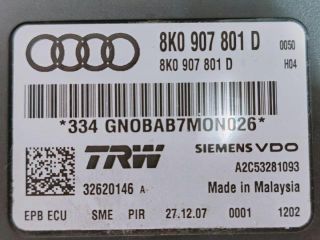 8K0 907 801 D 0050
8K0 907 801 D H04
*334 GNOBAB7MON026*
TRW SIEMENS VDO
A2C53281093
32620146 A- Made in Malaysia
EPB ECU SME PIR 27.12.07 0001 1202